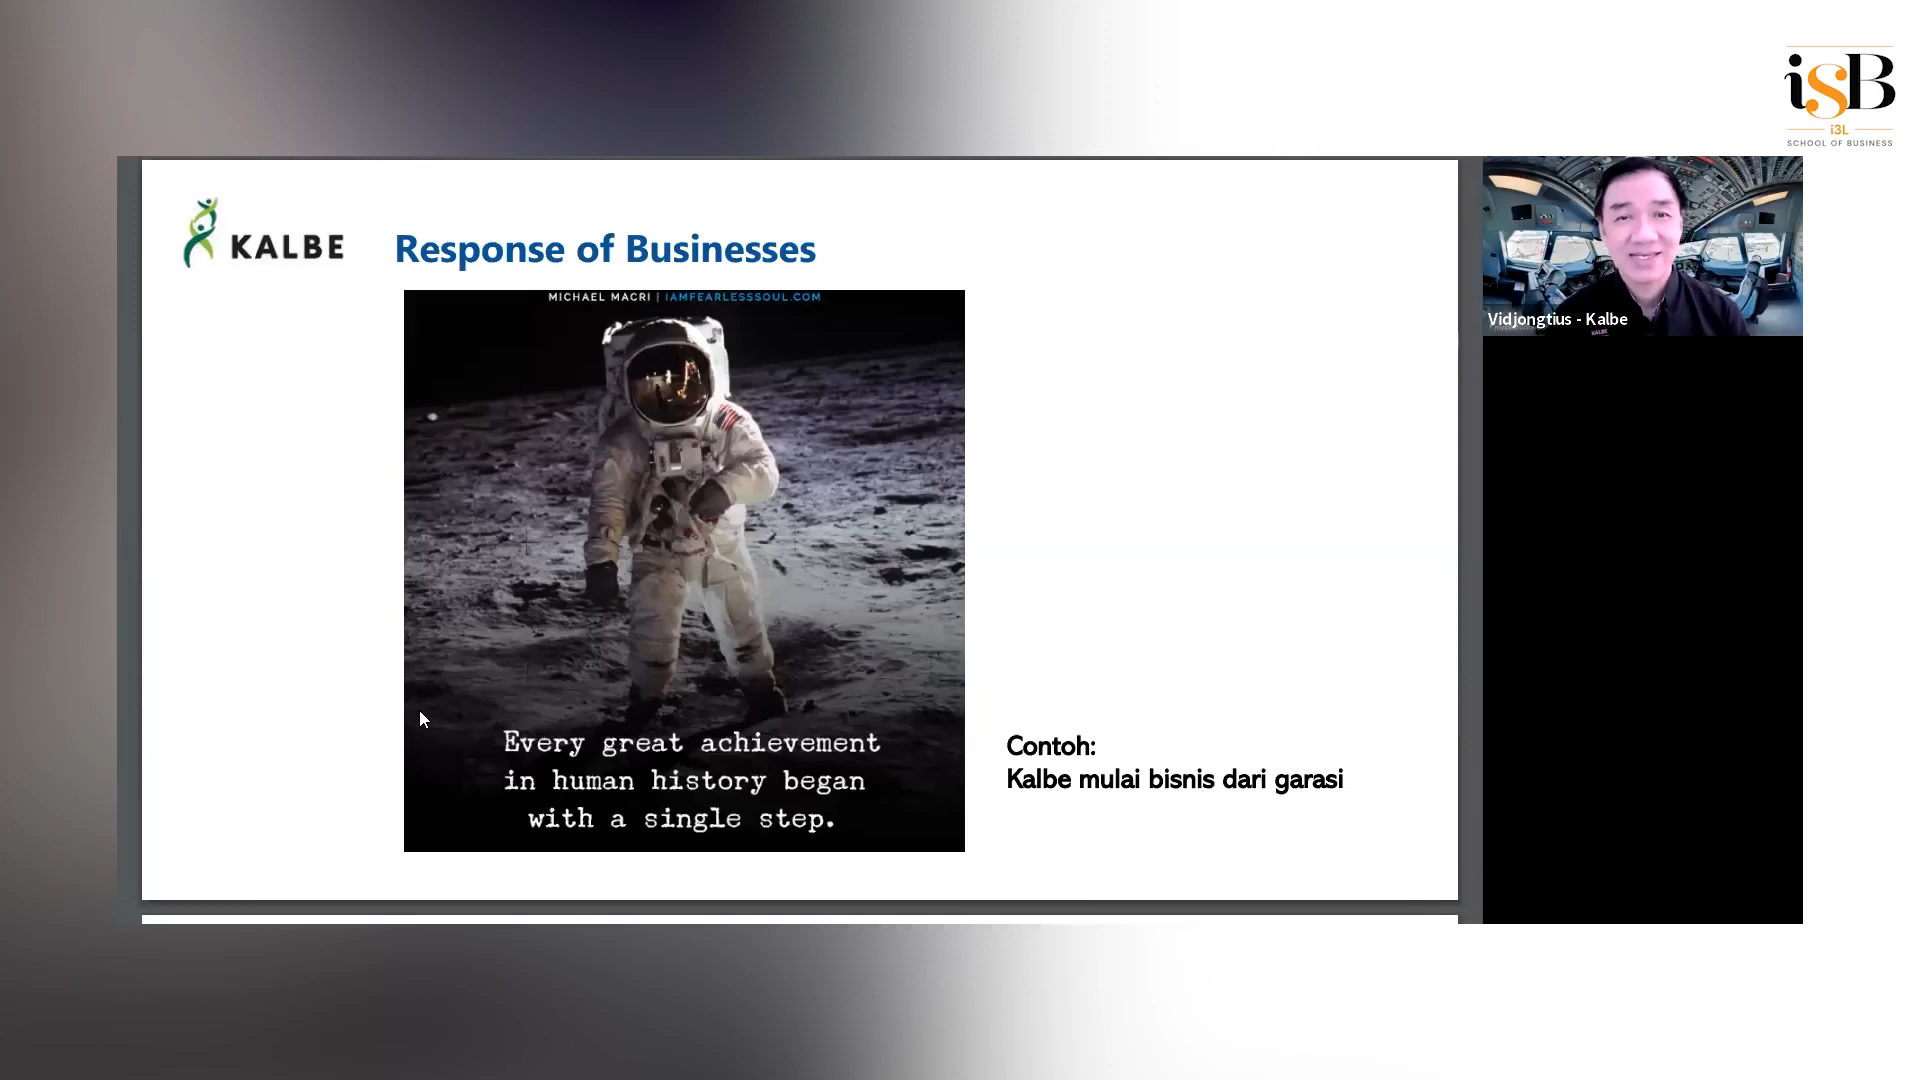 iSB
i3L
SCHOOL OF BUSINESS
KALBE
Response of Businesses
MICHAEL MACRI | IAMFEARLESSSOUL.COM
Every great achievement
in human history began
with a single step.
Contoh:
Kalbe mulai bisnis dari garasi
Vidjongtius - Kalbe
KALBE